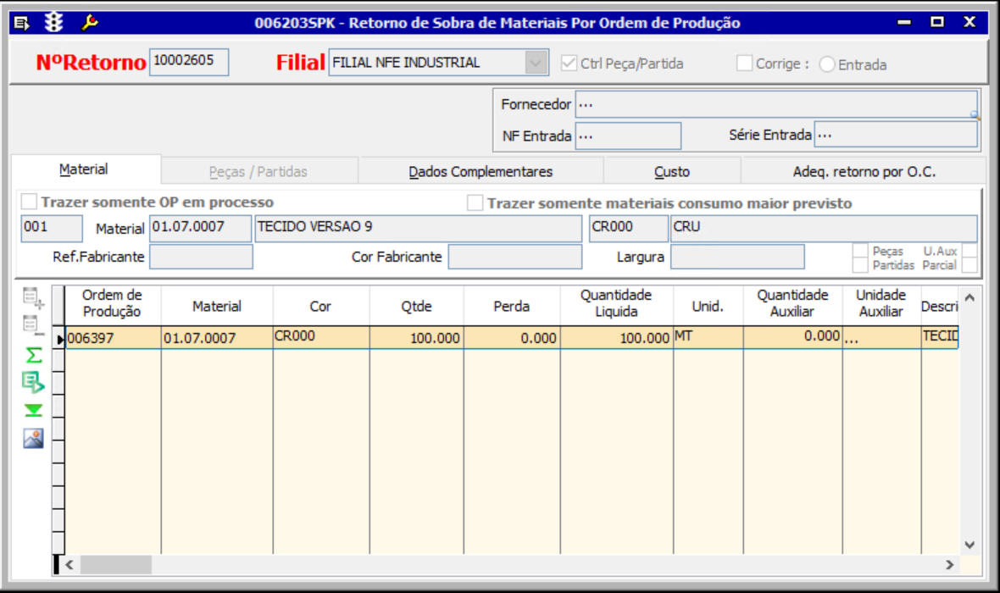 006203SPK - Retorno de Sobra de Materiais Por Ordem de Produção
NºRetorno 10002605 Filial FILIAL NFE INDUSTRIAL Ctrl Peça/Partida Corrige : Entrada
Fornecedor ...
NF Entrada ... Série Entrada ...
Material Peças / Partidas Dados Complementares Custo Adeq. retorno por O.C.
Trazer somente OP em processo Trazer somente materiais consumo maior previsto
001 Material 01.07.0007 TECIDO VERSAO 9 CR000 CRU
Ref.Fabricante Cor Fabricante Largura Peças U.Aux
Partidas Parcial
Ordem de Produção Material Cor Qtde Perda Quantidade Liquida Unid. Quantidade Auxiliar Unidade Auxiliar Descri
006397 01.07.0007 CR000 100.000 0.000 100.000 MT 0.000 ... TECID